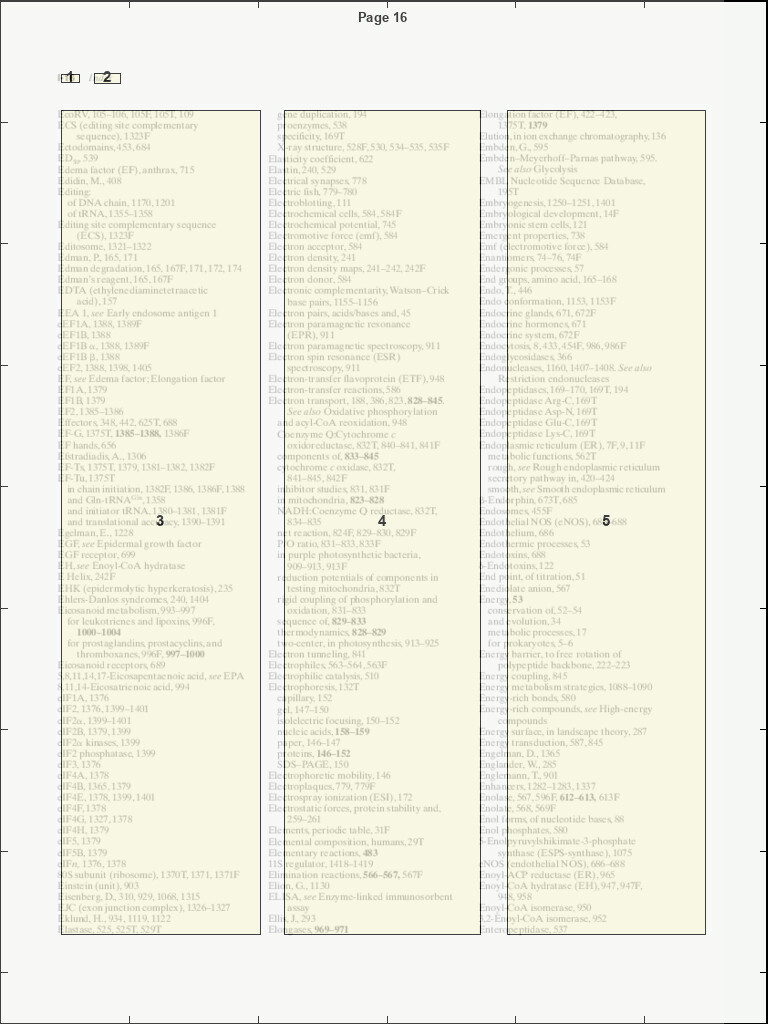 Page 16
1 2
EcoRV, 105–106, 105F, 105T, 109
ECS (editing site complementary
sequence), 1323F
Ectodomains, 453, 684
ED50, 539
Edema factor (EF), anthrax, 715
Edidin, M., 408
Editing:
of DNA chain, 1170, 1201
of tRNA, 1355–1358
Editing site complementary sequence
(ECS), 1323F
Editosome, 1321–1322
Edman, P., 165, 171
Edman degradation, 165, 167F, 171, 172, 174
Edman's reagent, 165, 167F
EDTA (ethylenediaminetetraacetic
acid), 157
EEA 1, see Early endosome antigen 1
eEF1A, 1388, 1389F
eEF1B, 1388
eEF1B α, 1388, 1389F
eEF1B β, 1388
eEF2, 1388, 1398, 1405
EF, see Edema factor; Elongation factor
EF1A, 1379
EF1B, 1379
EF2, 1385–1386
Effectors, 348, 442, 625T, 688
EF-G, 1375T, 1385–1388, 1386F
EF hands, 656
Efstradiadis, A., 1306
EF-Ts, 1375T, 1379, 1381–1382, 1382F
EF-Tu, 1375T
in chain initiation, 1382F, 1386, 1386F, 1388
and Gln-tRNAGln, 1358
and initiator tRNA, 1380–1381, 1381F
and translational accuracy, 1390–1391
3
Egelman, E., 1228
EGF, see Epidermal growth factor
EGF receptor, 699
EH, see Enoyl-CoA hydratase
E Helix, 242F
EHK (epidermolytic hyperkeratosis), 235
Ehlers-Danlos syndromes, 240, 1404
Eicosanoid metabolism, 993–997
for leukotrienes and lipoxins, 996F,
1000–1004
for prostaglandins, prostacyclins, and
thromboxanes, 996F, 997–1000
Eicosanoid receptors, 689
5,8,11,14,17-Eicosapentaenoic acid, see EPA
8,11,14-Eicosatrienoic acid, 994
eIF1A, 1376
eIF2, 1376, 1399–1401
eIF2α, 1399–1401
eIF2B, 1379, 1399
eIF2α kinases, 1399
eIF2 phosphatase, 1399
eIF3, 1376
eIF4A, 1378
eIF4B, 1365, 1379
eIF4E, 1378, 1399, 1401
eIF4F, 1378
eIF4G, 1327, 1378
eIF4H, 1379
eIF5, 1379
eIF5B, 1379
eIFn, 1376, 1378
80S subunit (ribosome), 1370T, 1371, 1371F
Einstein (unit), 903
Eisenberg, D., 310, 929, 1068, 1315
EJC (exon junction complex), 1326–1327
Eklund, H., 934, 1119, 1122
Elastase, 525, 525T, 529T
gene duplication, 194
proenzymes, 538
specificity, 169T
X-ray structure, 528F, 530, 534–535, 535F
Elasticity coefficient, 622
Elastin, 240, 529
Electrical synapses, 778
Electric fish, 779–780
Electroblotting, 111
Electrochemical cells, 584, 584F
Electrochemical potential, 745
Electromotive force (emf), 584
Electron acceptor, 584
Electron density, 241
Electron density maps, 241–242, 242F
Electron donor, 584
Electronic complementarity, Watson–Crick
base pairs, 1155-1156
Electron pairs, acids/bases and, 45
Electron paramagnetic resonance
(EPR), 911
Electron paramagnetic spectroscopy, 911
Electron spin resonance (ESR)
spectroscopy, 911
Electron-transfer flavoprotein (ETF), 948
Electron-transfer reactions, 586
Electron transport, 188, 386, 823, 828–845.
See also Oxidative phosphorylation
and acyl-CoA reoxidation, 948
Coenzyme Q:Cytochrome c
oxidoreductase, 832T, 840–841, 841F
components of, 833–845
cytochrome c oxidase, 832T,
841–845, 842F
inhibitor studies, 831, 831F
in mitochondria, 823–828
NADH:Coenzyme Q reductase, 832T,
834–835
4
net reaction, 824F, 829–830, 829F
P/O ratio, 831–833, 833F
in purple photosynthetic bacteria,
909–913, 913F
reduction potentials of components in
testing mitochondria, 832T
rigid coupling of phosphorylation and
oxidation, 831–833
sequence of, 829–833
thermodynamics, 828–829
two-center, in photosynthesis, 913–925
Electron tunneling, 841
Electrophiles, 563–564, 563F
Electrophilic catalysis, 510
Electrophoresis, 132T
capillary, 152
gel, 147–150
isolelectric focusing, 150–152
nucleic acids, 158–159
paper, 146–147
proteins, 146–152
SDS–PAGE, 150
Electrophoretic mobility, 146
Electroplaques, 779, 779F
Electrospray ionization (ESI), 172
Electrostatic forces, protein stability and,
259–261
Elements, periodic table, 31F
Elemental composition, humans, 29T
Elementary reactions, 483
11S regulator, 1418–1419
Elimination reactions, 566–567, 567F
Elion, G., 1130
ELISA, see Enzyme-linked immunosorbent
assay
Ellis, J., 293
Elongases, 969–971
Elongation factor (EF), 422–423,
1375T, 1379
Elution, in ion exchange chromatography, 136
Embden, G., 595
Embden–Meyerhoff–Parnas pathway, 595.
See also Glycolysis
EMBL Nucleotide Sequence Database,
195T
Embryogenesis, 1250–1251, 1401
Embryological development, 14F
Embryonic stem cells, 121
Emergent properties, 738
Emf (electromotive force), 584
Enantiomers, 74–76, 74F
Endergonic processes, 57
End groups, amino acid, 165–168
Endo, T., 446
Endo conformation, 1153, 1153F
Endocrine glands, 671, 672F
Endocrine hormones, 671
Endocrine system, 672F
Endocytosis, 8, 433, 454F, 986, 986F
Endoglycosidases, 366
Endonucleases, 1160, 1407–1408. See also
Restriction endonucleases
Endopeptidases, 169–170, 169T, 194
Endopeptidase Arg-C, 169T
Endopeptidase Asp-N, 169T
Endopeptidase Glu-C, 169T
Endopeptidase Lys-C, 169T
Endoplasmic reticulum (ER), 7F, 9, 11F
metabolic functions, 562T
rough, see Rough endoplasmic reticulum
secretory pathway in, 420–424
smooth, see Smooth endoplasmic reticulum
β-Endorphin, 673T, 685
Endosomes, 455F
Endothelial NOS (eNOS), 686–688
5
Endothelium, 686
Endothermic processes, 53
Endotoxins, 688
δ-Endotoxins, 122
End point, of titration, 51
Enediolate anion, 567
Energy, 53
conservation of, 52–54
and evolution, 34
metabolic processes, 17
for prokaryotes, 5–6
Energy barrier, to free rotation of
polypeptide backbone, 222–223
Energy coupling, 845
Energy metabolism strategies, 1088–1090
Energy-rich bonds, 580
Energy-rich compounds, see High-energy
compounds
Energy surface, in landscape theory, 287
Energy transduction, 587, 845
Engelman, D., 1365
Englander, W., 285
Englemann, T., 901
Enhancers, 1282–1283, 1337
Enolase, 567, 596F, 612–613, 613F
Enolate, 568, 569F
Enol forms, of nucleotide bases, 88
Enol phosphates, 580
5-Enolpyruvylshikimate-3-phosphate
synthase (ESPS-synthase), 1075
eNOS (endothelial NOS), 686–688
Enoyl-ACP reductase (ER), 965
Enoyl-CoA hydratase (EH), 947, 947F,
948, 958
Enoyl-CoA isomerase, 950
3,2-Enoyl-CoA isomerase, 952
Enteropeptidase, 537